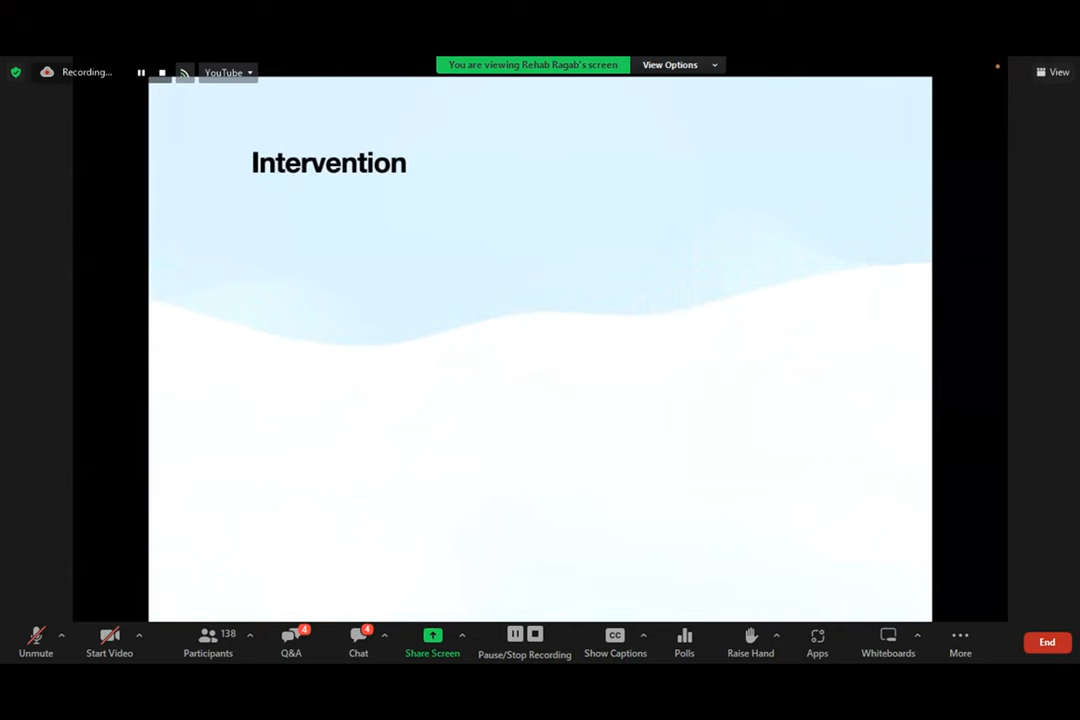 Recording...
YouTube
You are viewing Rehab Ragab's screen
View Options
View
Intervention
Unmute
Start Video
138
Participants
4
Q&A
4
Chat
Share Screen
Pause/Stop Recording
CC
Show Captions
Polls
Raise Hand
Apps
Whiteboards
More
End